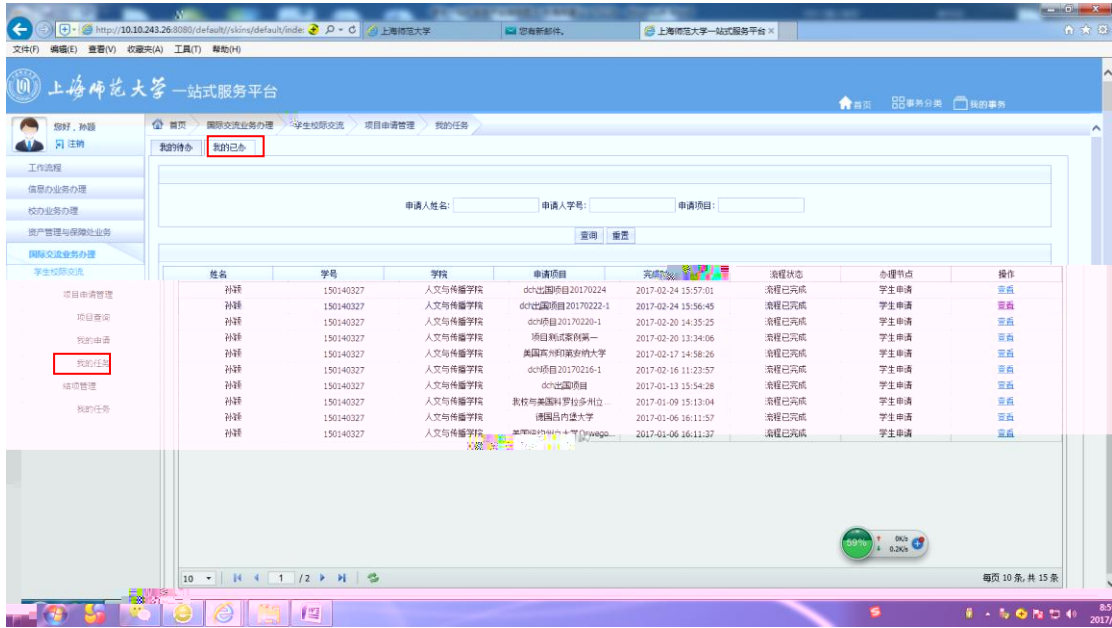 http://10.10.243.26:8080/default//skins/default/inde:
上海师范大学
您有新邮件。
上海师范大学一站式服务平台 ×
文件(F) 编辑(E) 查看(V) 收藏夹(A) 工具(T) 帮助(H)
上海师范大学 一站式服务平台
首页 事务分类 我的事务
您好，孙颖
注销
首页 国际交流业务办理 学生校际交流 项目申请管理 我的任务
我的待办 我的已办
工作流程
信息办业务办理
校办业务办理
资产管理与保障处业务
国际交流业务办理
学生校际交流
项目申请管理
项目查询
我的申请
我的任务
结项管理
我的任务
申请人姓名: 申请人学号: 申请项目:
查询 重置
姓名 学号 学院 申请项目 流程状态 办理节点 操作
孙颖 150140327 人文与传播学院 dch出国项目20170224 2017-02-24 15:57:01 流程已完成 学生申请 查看
孙颖 150140327 人文与传播学院 dch出国项目20170222-1 2017-02-24 15:56:45 流程已完成 学生申请 查看
孙颖 150140327 人文与传播学院 dch项目20170220-1 2017-02-20 14:35:25 流程已完成 学生申请 查看
孙颖 150140327 人文与传播学院 项目测试案例第一 2017-02-20 13:34:06 流程已完成 学生申请 查看
孙颖 150140327 人文与传播学院 美国宾州印第安纳大学 2017-02-17 14:58:26 流程已完成 学生申请 查看
孙颖 150140327 人文与传播学院 dch项目20170216-1 2017-02-16 11:23:57 流程已完成 学生申请 查看
孙颖 150140327 人文与传播学院 dch出国项目 2017-01-13 15:54:28 流程已完成 学生申请 查看
孙颖 150140327 人文与传播学院 我校与美国科罗拉多州立... 2017-01-09 15:13:04 流程已完成 学生申请 查看
孙颖 150140327 人文与传播学院 德国吕内堡大学 2017-01-06 16:11:57 流程已完成 学生申请 查看
孙颖 150140327 人文与传播学院 2017-01-06 16:11:37 流程已完成 学生申请 查看
59% 0K/s
0.2K/s
10 1 /2 每页 10 条,共 15 条
8:5
2017/